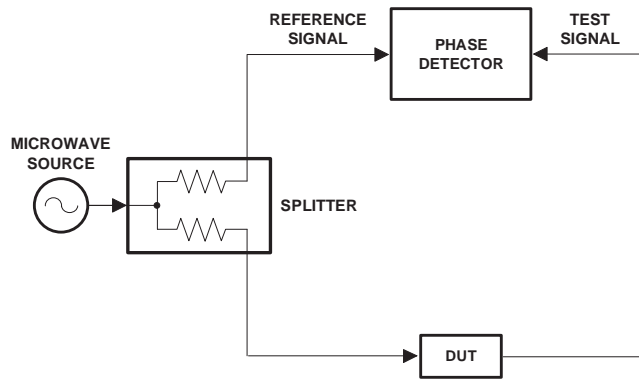 REFERENCE
SIGNAL
PHASE
DETECTOR
TEST
SIGNAL
MICROWAVE
SOURCE
SPLITTER
DUT